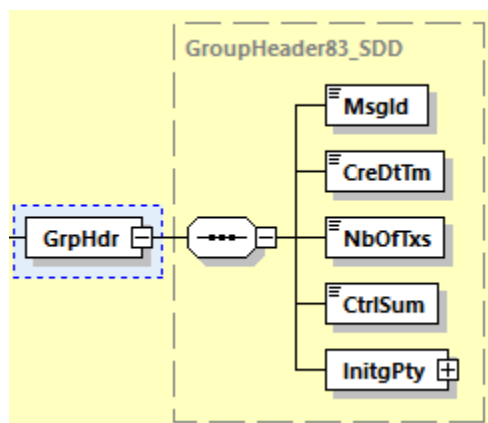 GroupHeader83_SDD
MsgId
CreDtTm
GrpHdr
NbOfTxs
CtrlSum
InitgPty